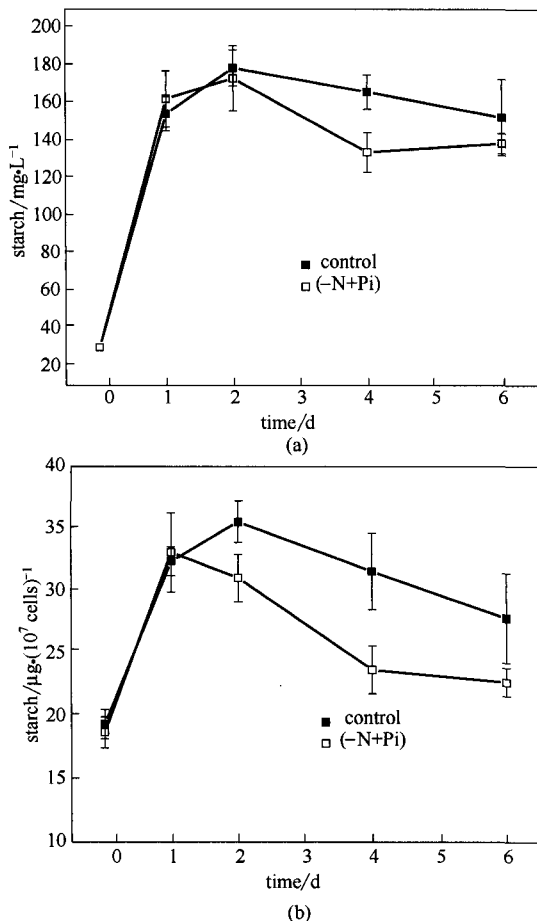 starch/mg·L⁻¹
200
180
160
140
120
100
80
60
40
20
■ control
□ (−N+Pi)
0 1 2 3 4 5 6
time/d
(a)
starch/μg·(10⁷ cells)⁻¹
40
35
30
25
20
15
10
■ control
□ (−N+Pi)
0 1 2 4 6
time/d
(b)